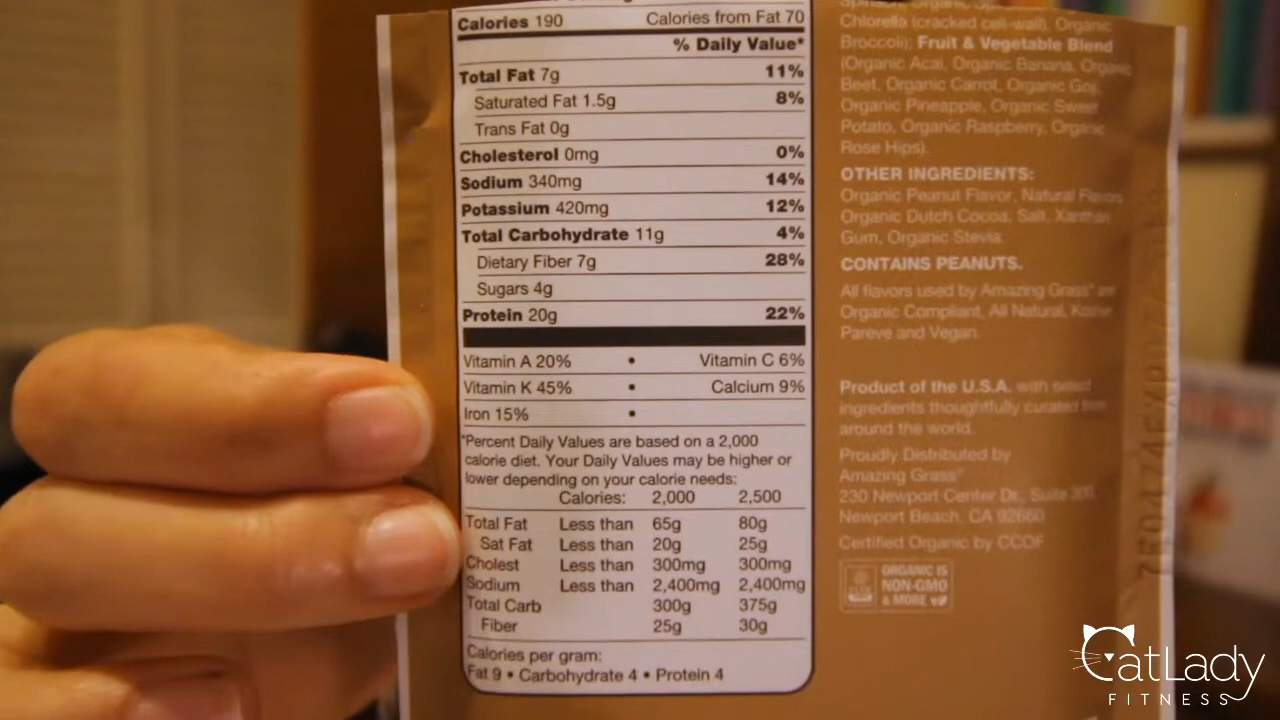 Calories 190 Calories from Fat 70
% Daily Value*
Total Fat 7g 11%
Saturated Fat 1.5g 8%
Trans Fat 0g
Cholesterol 0mg 0%
Sodium 340mg 14%
Potassium 420mg 12%
Total Carbohydrate 11g 4%
Dietary Fiber 7g 28%
Sugars 4g
Protein 20g 22%
Vitamin A 20% • Vitamin C 6%
Vitamin K 45% • Calcium 9%
Iron 15% •
*Percent Daily Values are based on a 2,000
calorie diet. Your Daily Values may be higher or
lower depending on your calorie needs:
Calories: 2,000 2,500
Total Fat Less than 65g 80g
Sat Fat Less than 20g 25g
Cholest Less than 300mg 300mg
Sodium Less than 2,400mg 2,400mg
Total Carb 300g 375g
Fiber 25g 30g
Calories per gram:
Fat 9 • Carbohydrate 4 • Protein 4
Chlorella (cracked cell-wall), Organic
Broccoli); Fruit & Vegetable Blend
(Organic Acai, Organic Banana, Organic
Beet, Organic Carrot, Organic Goji,
Organic Pineapple, Organic Sweet
Potato, Organic Raspberry, Organic
Rose Hips).
OTHER INGREDIENTS:
Organic Peanut Flavor, Natural Flavors
Organic Dutch Cocoa, Salt, Xanthan
Gum, Organic Stevia.
CONTAINS PEANUTS.
All flavors used by Amazing Grass® are
Organic Compliant, All Natural, Kosher
Pareve and Vegan.
Product of the U.S.A. with select
ingredients thoughtfully curated from
around the world.
Proudly Distributed by
Amazing Grass®
230 Newport Center Dr., Suite 300,
Newport Beach, CA 92660
Certified Organic by CCOF
ORGANIC IS
NON-GMO
& MORE
CatLady
FITNESS